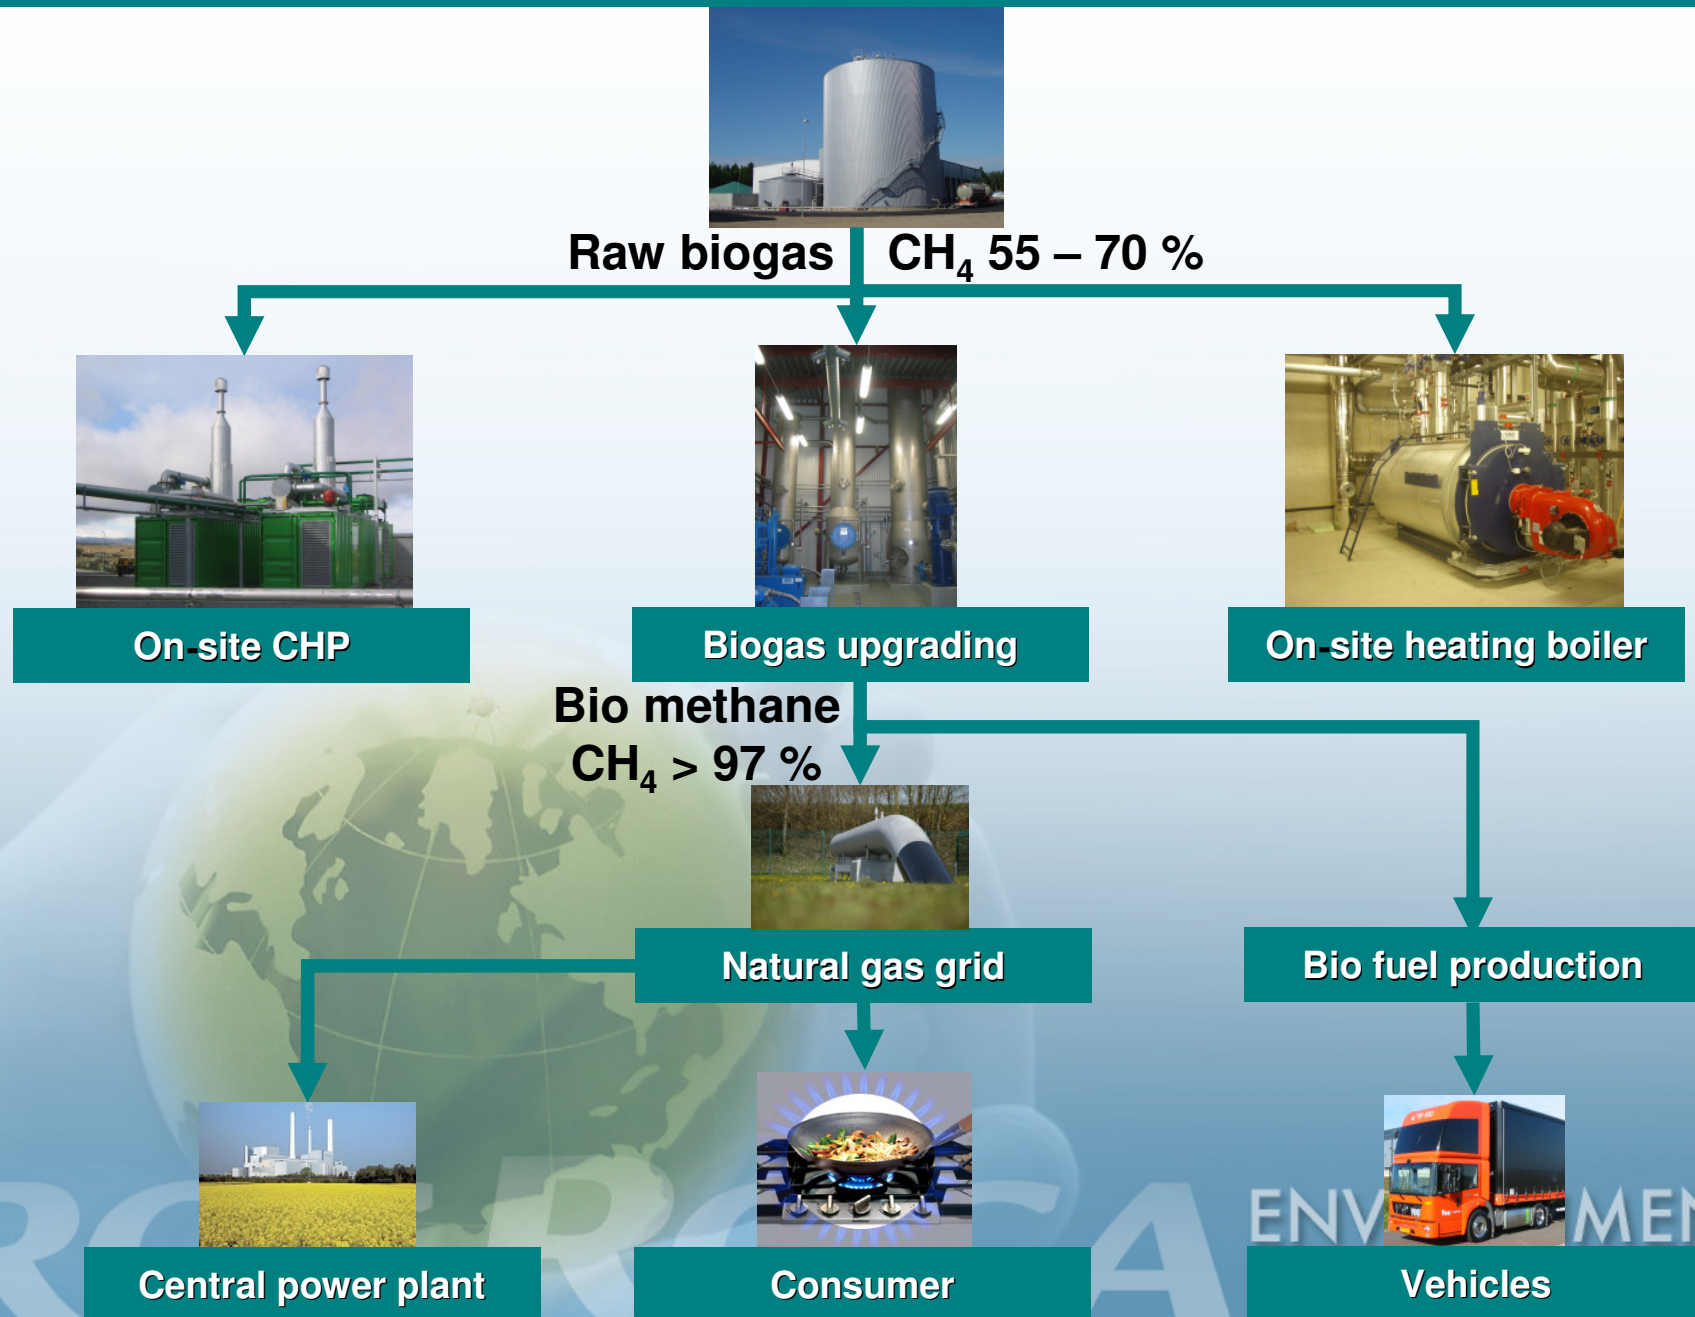 Raw biogas CH₄ 55 – 70 %
On-site CHP
Biogas upgrading
On-site heating boiler
Bio methane
CH₄ > 97 %
Natural gas grid
Bio fuel production
Central power plant
Consumer
Vehicles